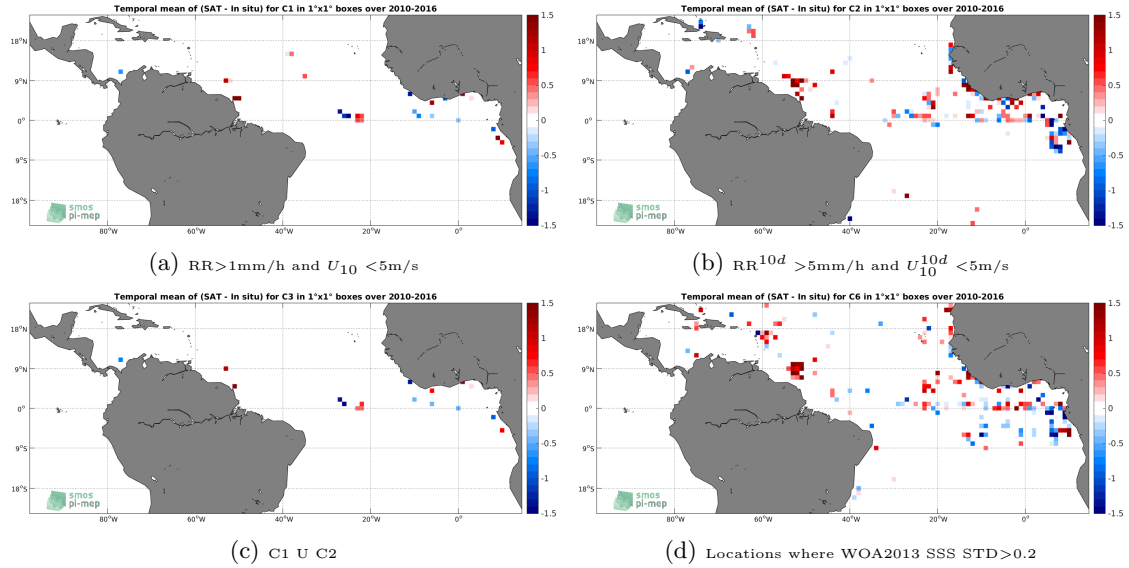 Temporal mean of (SAT - In situ) for C1 in 1°x1° boxes over 2010-2016
18°N
9°N
0°
9°S
18°S
80°W
60°W
40°W
20°W
0°
1.5
1
0.5
0
-0.5
-1
-1.5
smos
pi-mep
(a) RR>1mm/h and U10 <5m/s
Temporal mean of (SAT - In situ) for C2 in 1°x1° boxes over 2010-2016
18°N
9°N
0°
9°S
18°S
80°W
60°W
40°W
20°W
0°
1.5
1
0.5
0
-0.5
-1
-1.5
smos
pi-mep
(b) RR10d >5mm/h and U10d10 <5m/s
Temporal mean of (SAT - In situ) for C3 in 1°x1° boxes over 2010-2016
18°N
9°N
0°
9°S
18°S
80°W
60°W
40°W
20°W
0°
1.5
1
0.5
0
-0.5
-1
-1.5
smos
pi-mep
(c) C1 U C2
Temporal mean of (SAT - In situ) for C6 in 1°x1° boxes over 2010-2016
18°N
9°N
0°
9°S
18°S
80°W
60°W
40°W
20°W
0°
1.5
1
0.5
0
-0.5
-1
-1.5
smos
pi-mep
(d) Locations where WOA2013 SSS STD>0.2